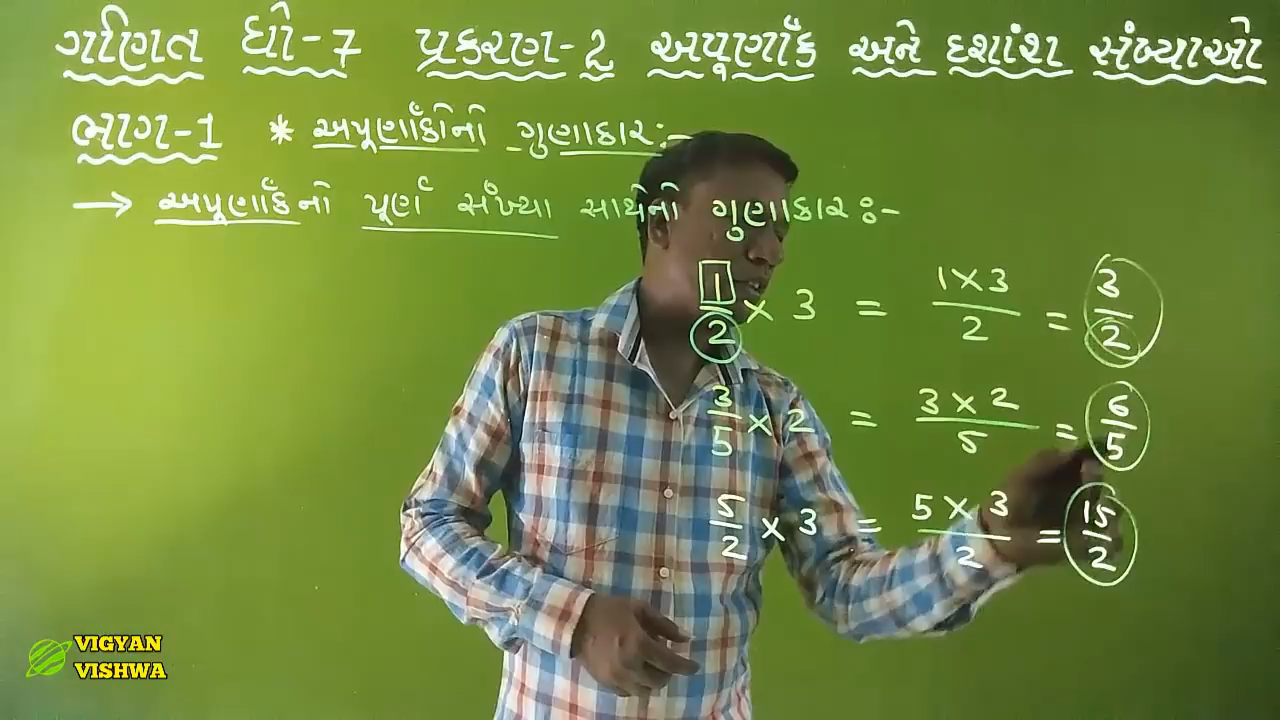 ગણિત ધો-7 પ્રકરણ-2 અપૂર્ણાંક અને દશાંશ સંખ્યાઓ
ભાગ-1 * અપૂર્ણાંકોનો ગુણાકાર:-
→ અપૂર્ણાંકનો પૂર્ણ સંખ્યા સાથેનો ગુણાકાર:-
1/2 × 3 = 1×3/2 = 3/2
3/5 × 2 = 3×2/5 = 6/5
5/2 × 3 = 5×3/2 = 15/2
VIGYAN
VISHWA